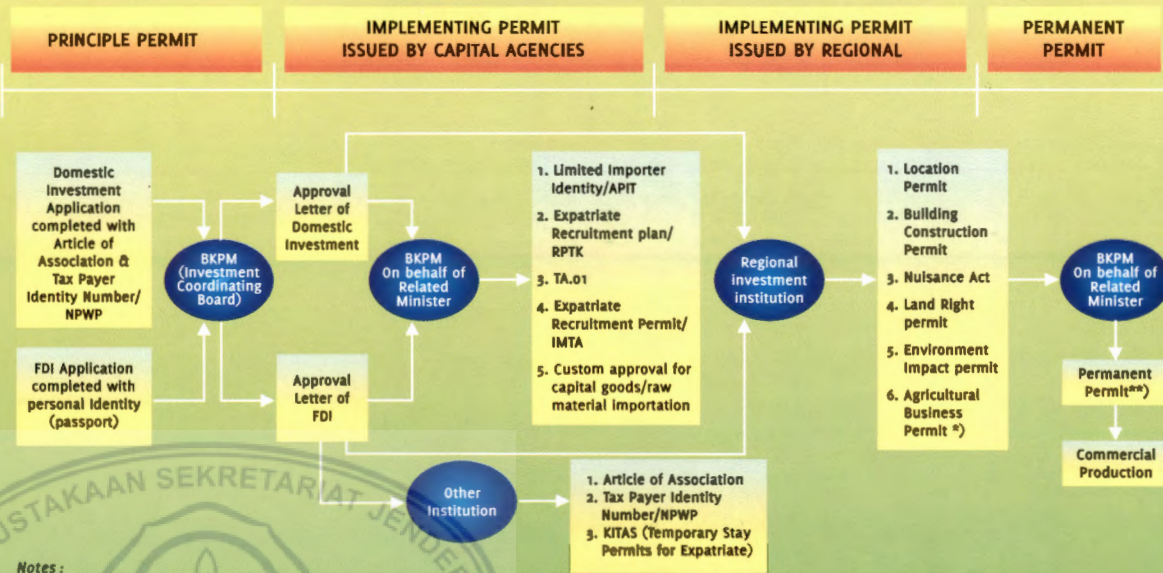 PRINCIPLE PERMIT
IMPLEMENTING PERMIT
ISSUED BY CAPITAL AGENCIES
IMPLEMENTING PERMIT
ISSUED BY REGIONAL
PERMANENT
PERMIT
Domestic
Investment
Application
completed with
Article of
Association &
Tax Payer
Identity Number/
NPWP
FDI Application
completed with
personal Identity
(passport)
BKPM
(Investment
Coordinating
Board)
Approval
Letter of
Domestic
Investment
Approval
Letter of
FDI
BKPM
On behalf of
Related
Minister
Other
Institution
1. Limited Importer
Identity/APIT
2. Expatriate
Recruitment plan/
RPTK
3. TA.01
4. Expatriate
Recruitment Permit/
IMTA
5. Custom approval for
capital goods/raw
material importation
1. Article of Association
2. Tax Payer Identity
Number/NPWP
3. KITAS (Temporary Stay
Permits for Expatriate)
Regional
investment
institution
1. Location
Permit
2. Building
Construction
Permit
3. Nuisance Act
4. Land Right
permit
5. Environment
Impact permit
6. Agricultural
Business
Permit *)
BKPM
On behalf of
Related
Minister
Permanent
Permit**)
Commercial
Production
USTAKAAN SEKRETARIAT JENDER
Notes :